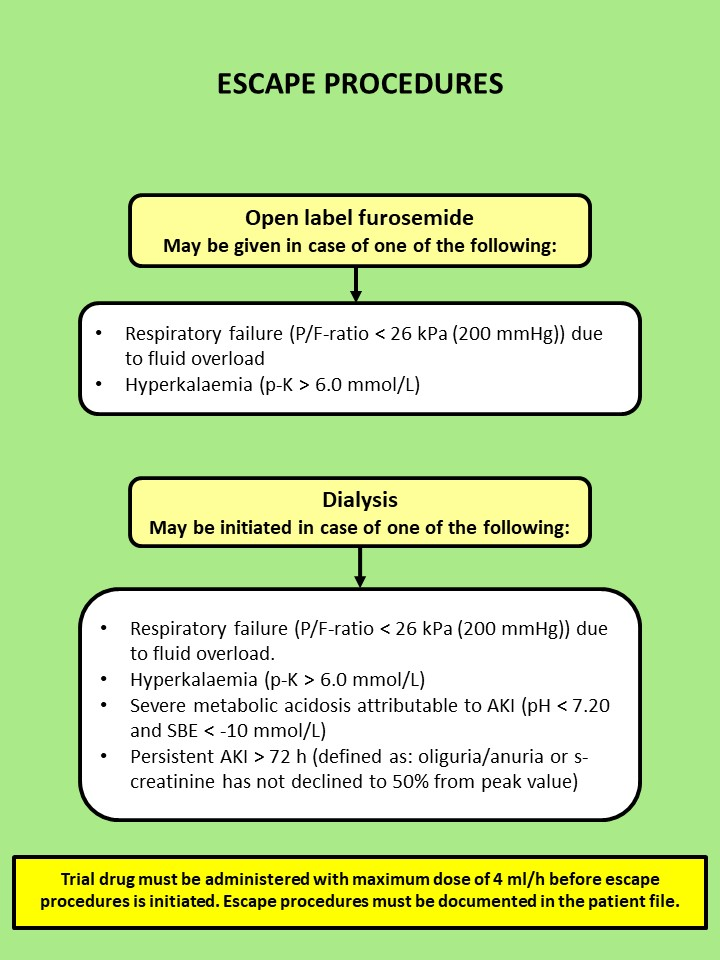 ESCAPE PROCEDURES
Open label furosemide
May be given in case of one of the following:
• Respiratory failure (P/F-ratio < 26 kPa (200 mmHg)) due
to fluid overload
• Hyperkalaemia (p-K > 6.0 mmol/L)
Dialysis
May be initiated in case of one of the following:
• Respiratory failure (P/F-ratio < 26 kPa (200 mmHg)) due
to fluid overload.
• Hyperkalaemia (p-K > 6.0 mmol/L)
• Severe metabolic acidosis attributable to AKI (pH < 7.20
and SBE < -10 mmol/L)
• Persistent AKI > 72 h (defined as: oliguria/anuria or s-
creatinine has not declined to 50% from peak value)
Trial drug must be administered with maximum dose of 4 ml/h before escape
procedures is initiated. Escape procedures must be documented in the patient file.